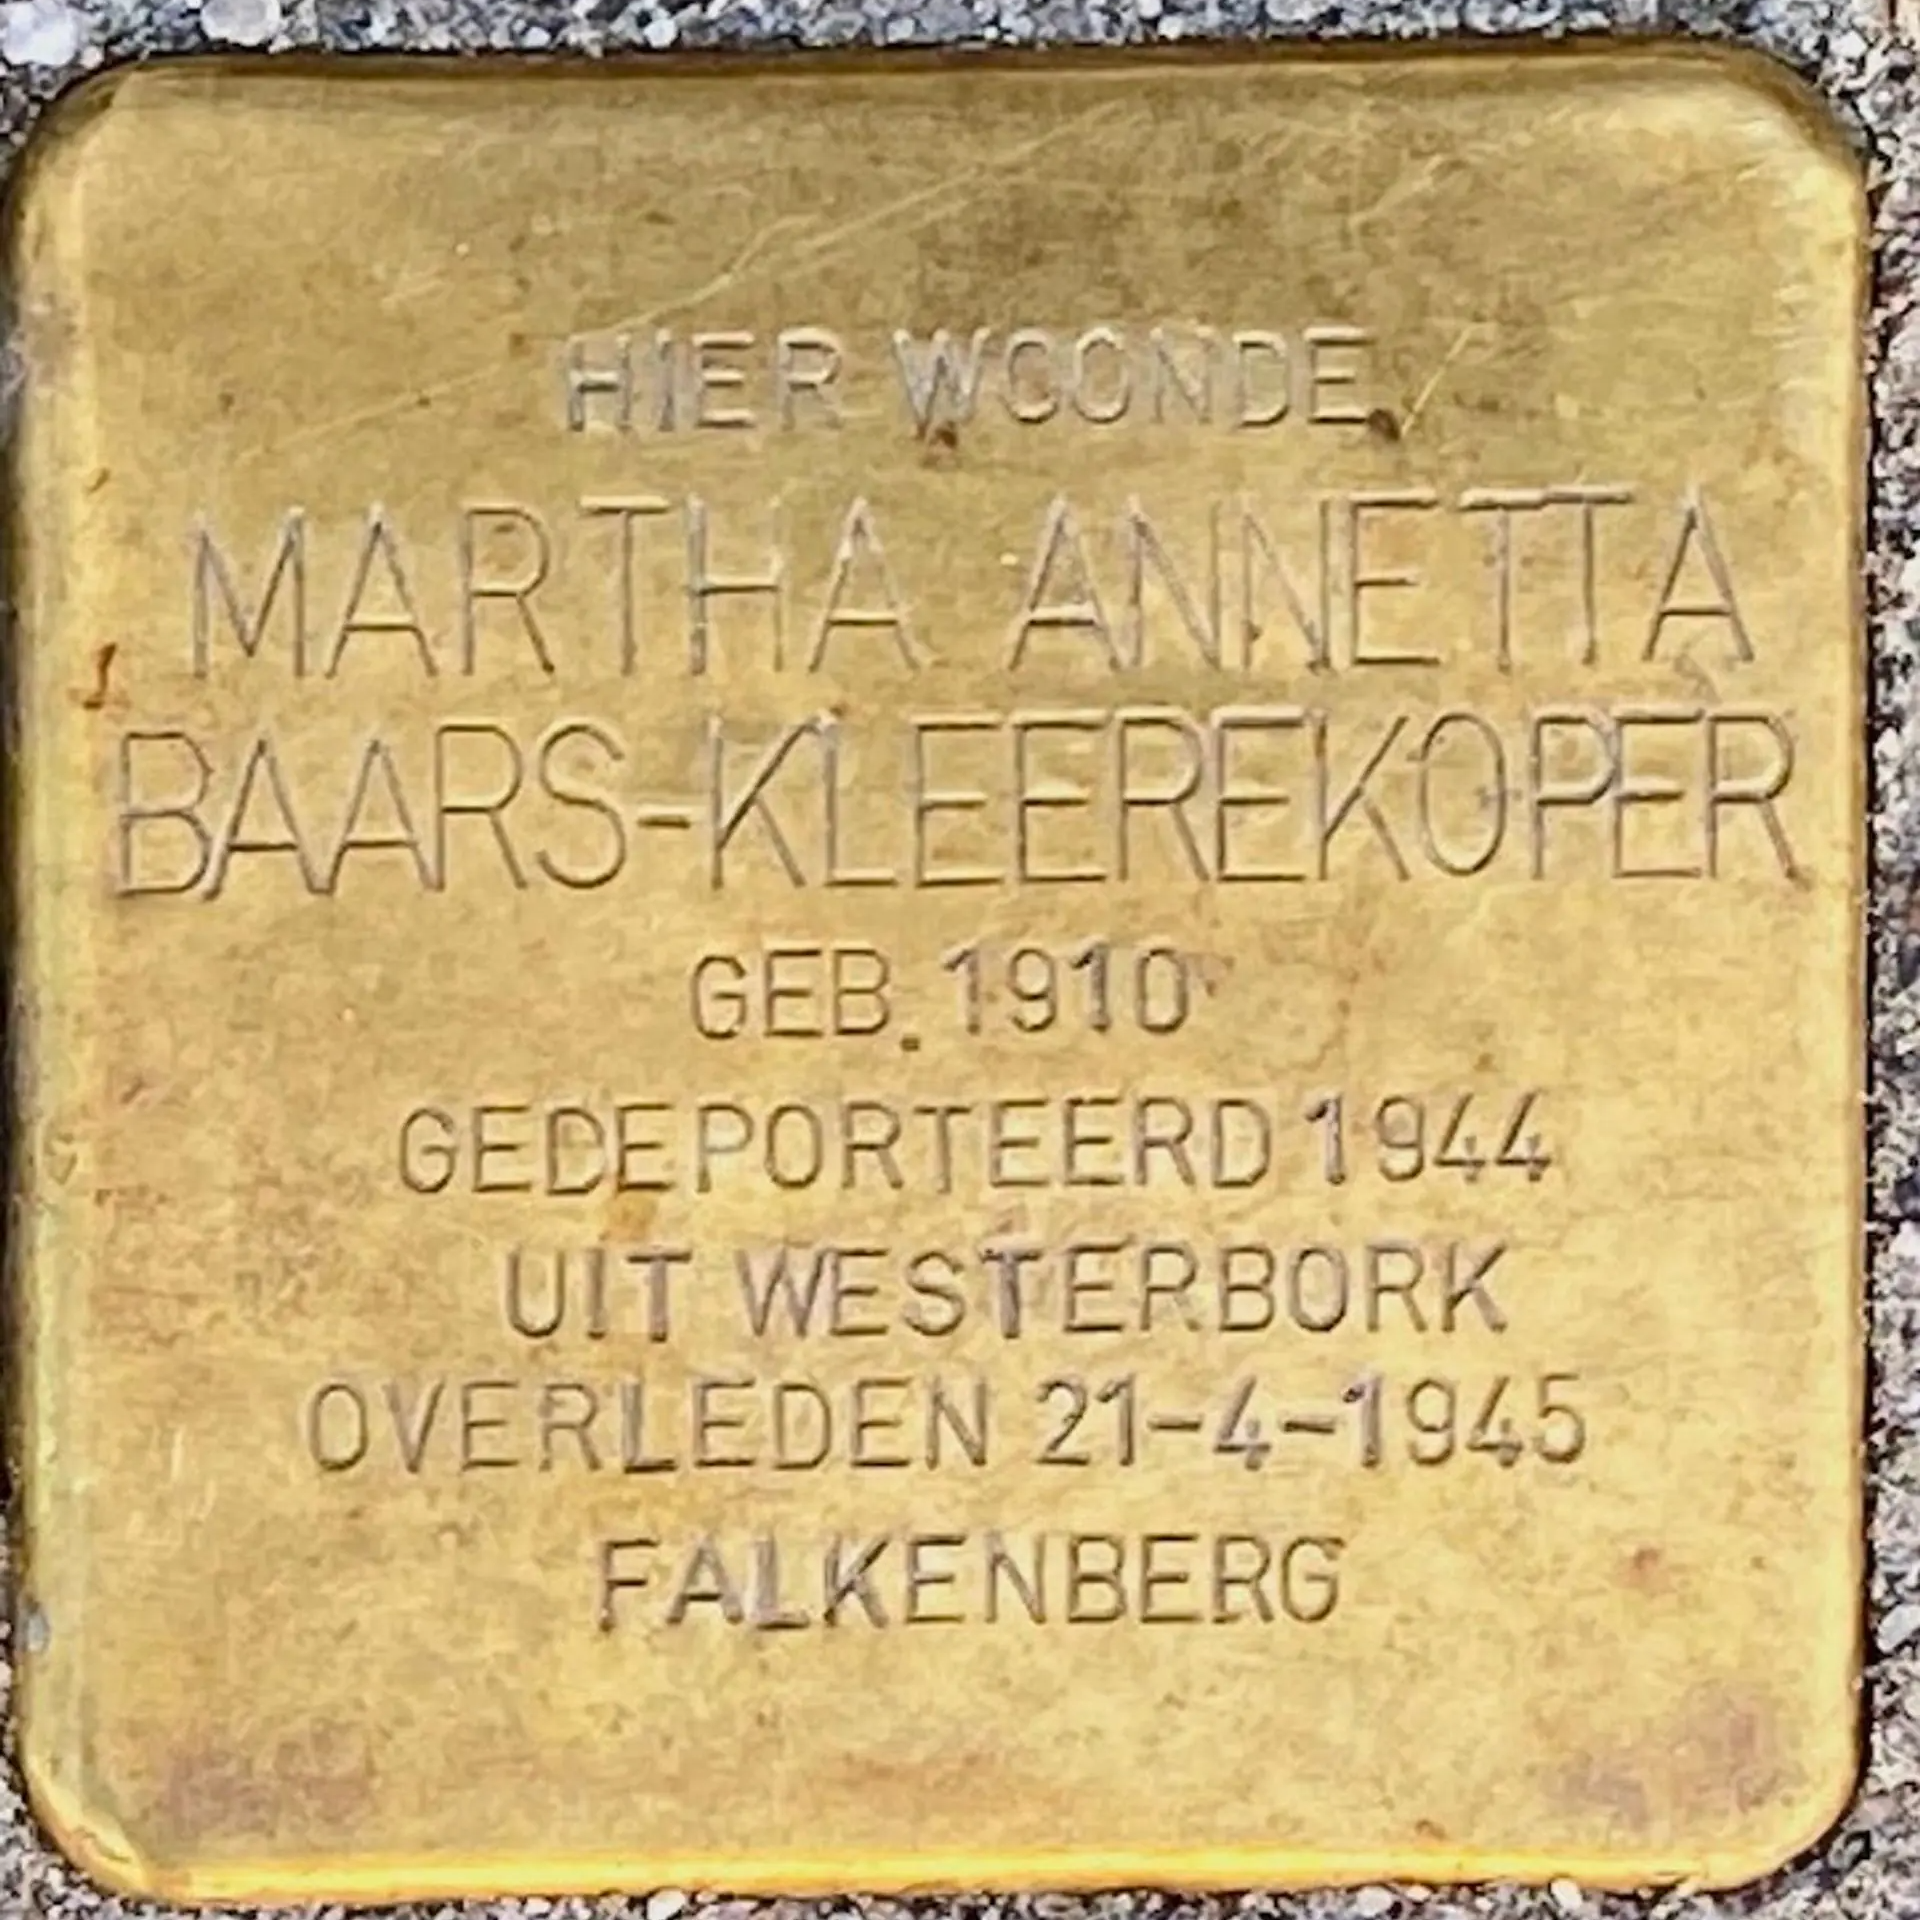 HIER WOONDE
MARTHA ANNETTA
BAARS-KLEEREKOPER
GEB. 1910
GEDEPORTEERD 1944
UIT WESTERBORK
OVERLEDEN 21-4-1945
FALKENBERG